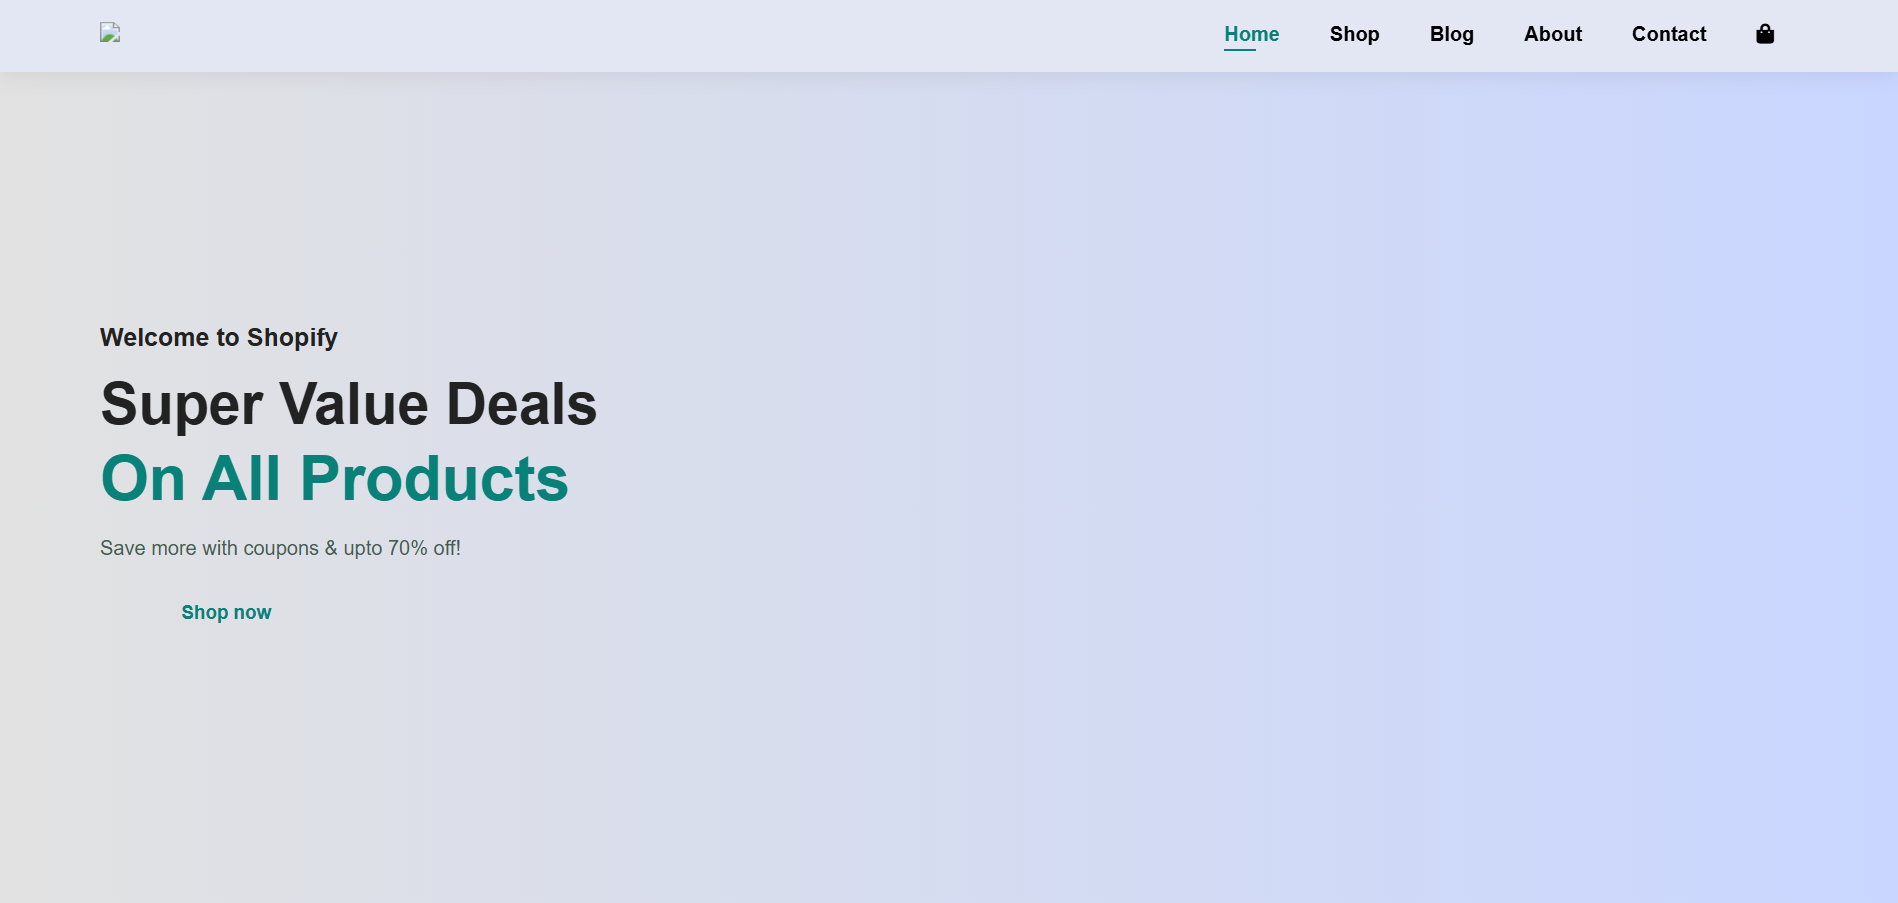 Home Shop Blog About Contact
Welcome to Shopify
Super Value Deals
On All Products
Save more with coupons & upto 70% off!
Shop now